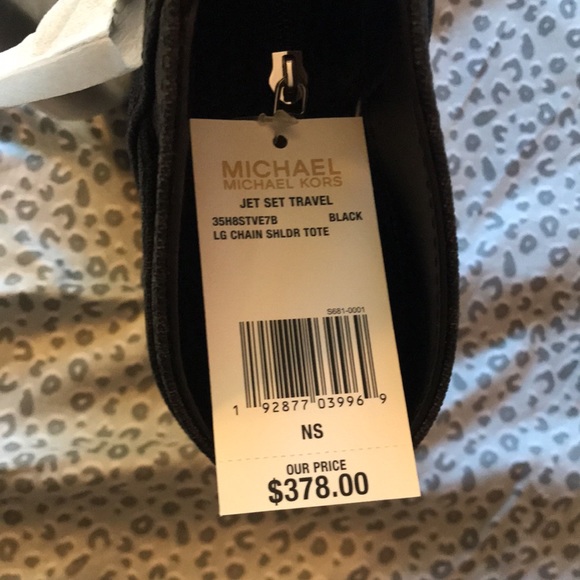 MICHAEL
MICHAEL KORS
JET SET TRAVEL
35H8STVE7B BLACK
LG CHAIN SHLDR TOTE
S681-0001
1 92877 03996 9
NS
OUR PRICE
$378.00